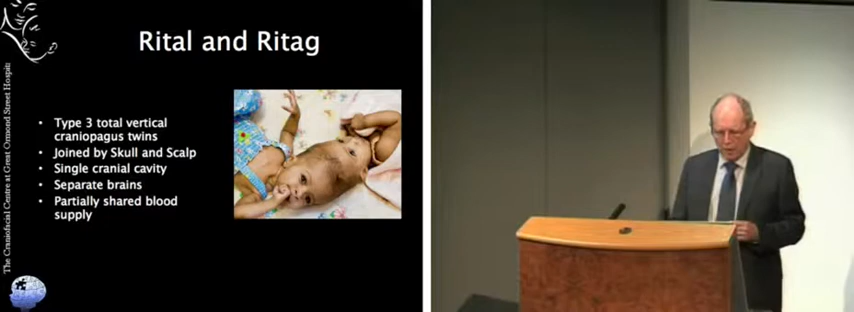 Rital and Ritag
• Type 3 total vertical
craniopagus twins
• Joined by Skull and Scalp
• Single cranial cavity
• Separate brains
• Partially shared blood
supply
The Craniofacial Centre at Great Ormond Street Hospit